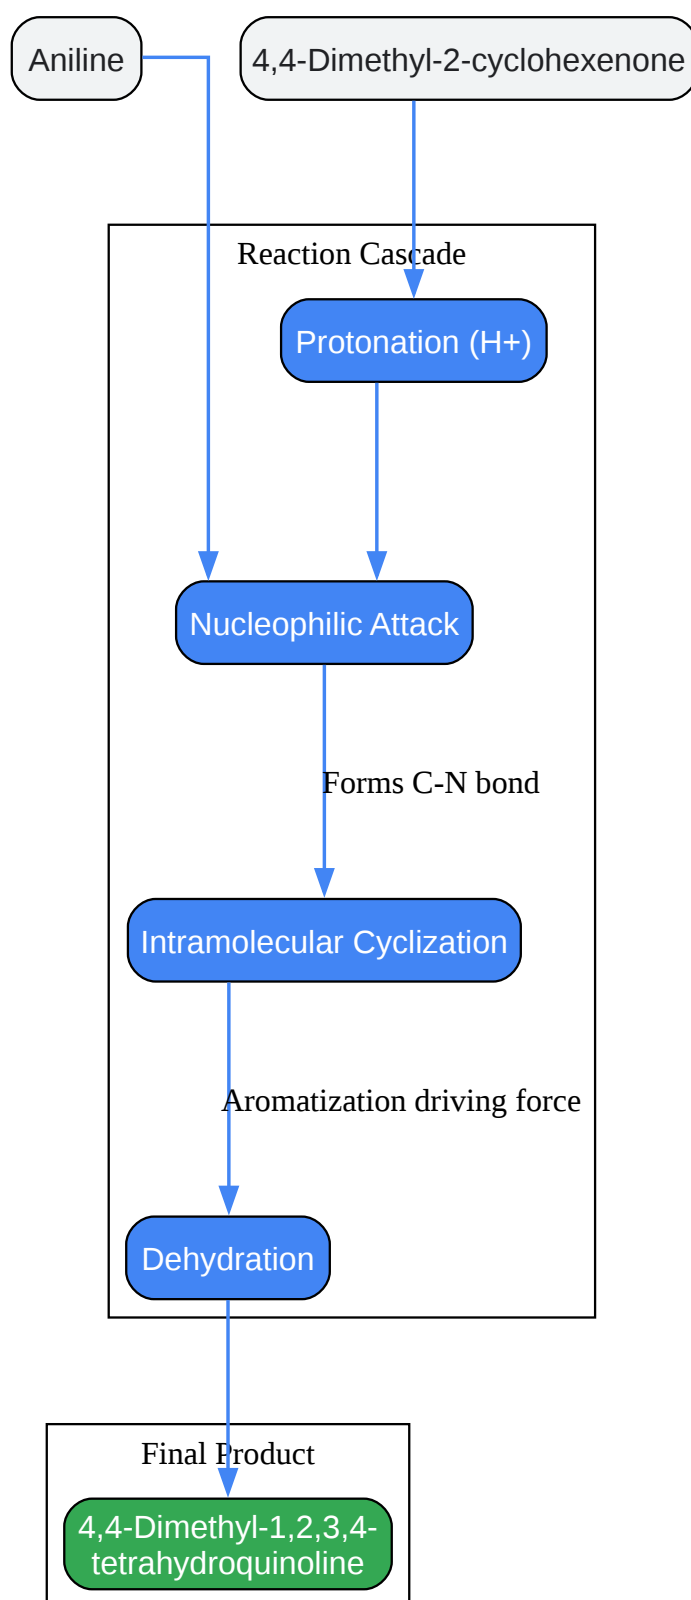 Aniline
4,4-Dimethyl-2-cyclohexenone
Reaction Cascade
Protonation (H+)
Nucleophilic Attack
Forms C-N bond
Intramolecular Cyclization
Aromatization driving force
Dehydration
Final Product
4,4-Dimethyl-1,2,3,4-
tetrahydroquinoline